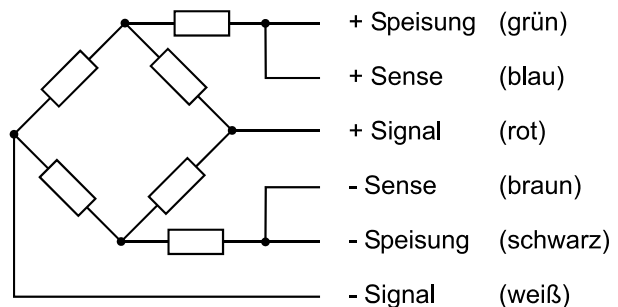 + Speisung (grün)
+ Sense (blau)
+ Signal (rot)
- Sense (braun)
- Speisung (schwarz)
- Signal (weiß)